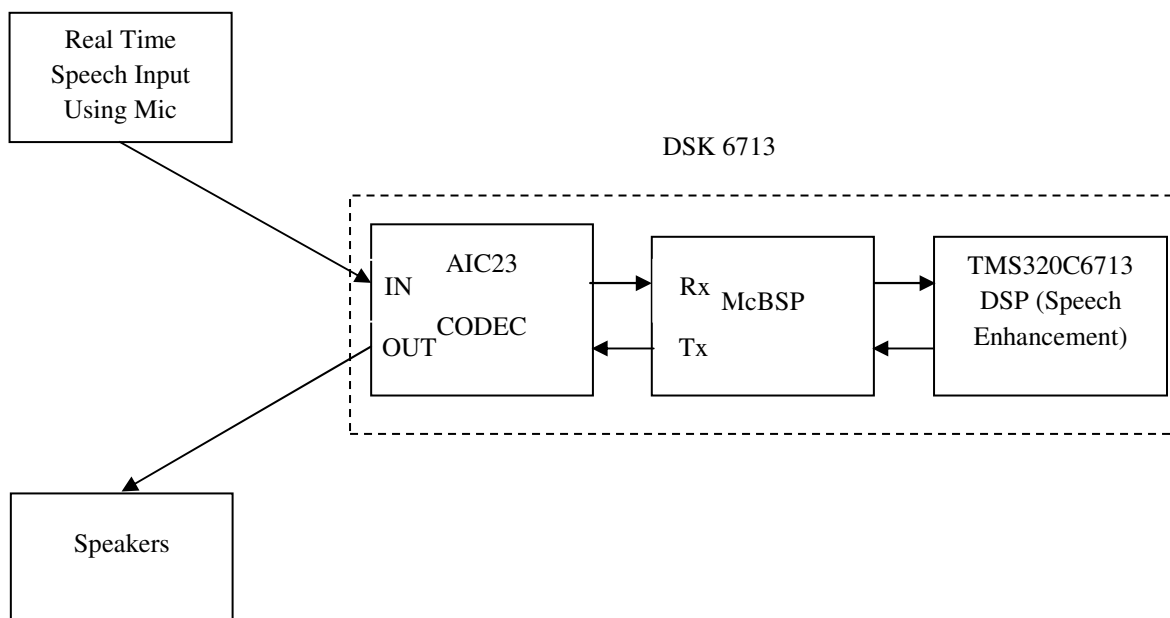 Real Time
Speech Input
Using Mic
DSK 6713
AIC23
IN
CODEC
OUT
Rx
McBSP
Tx
TMS320C6713
DSP (Speech
Enhancement)
Speakers